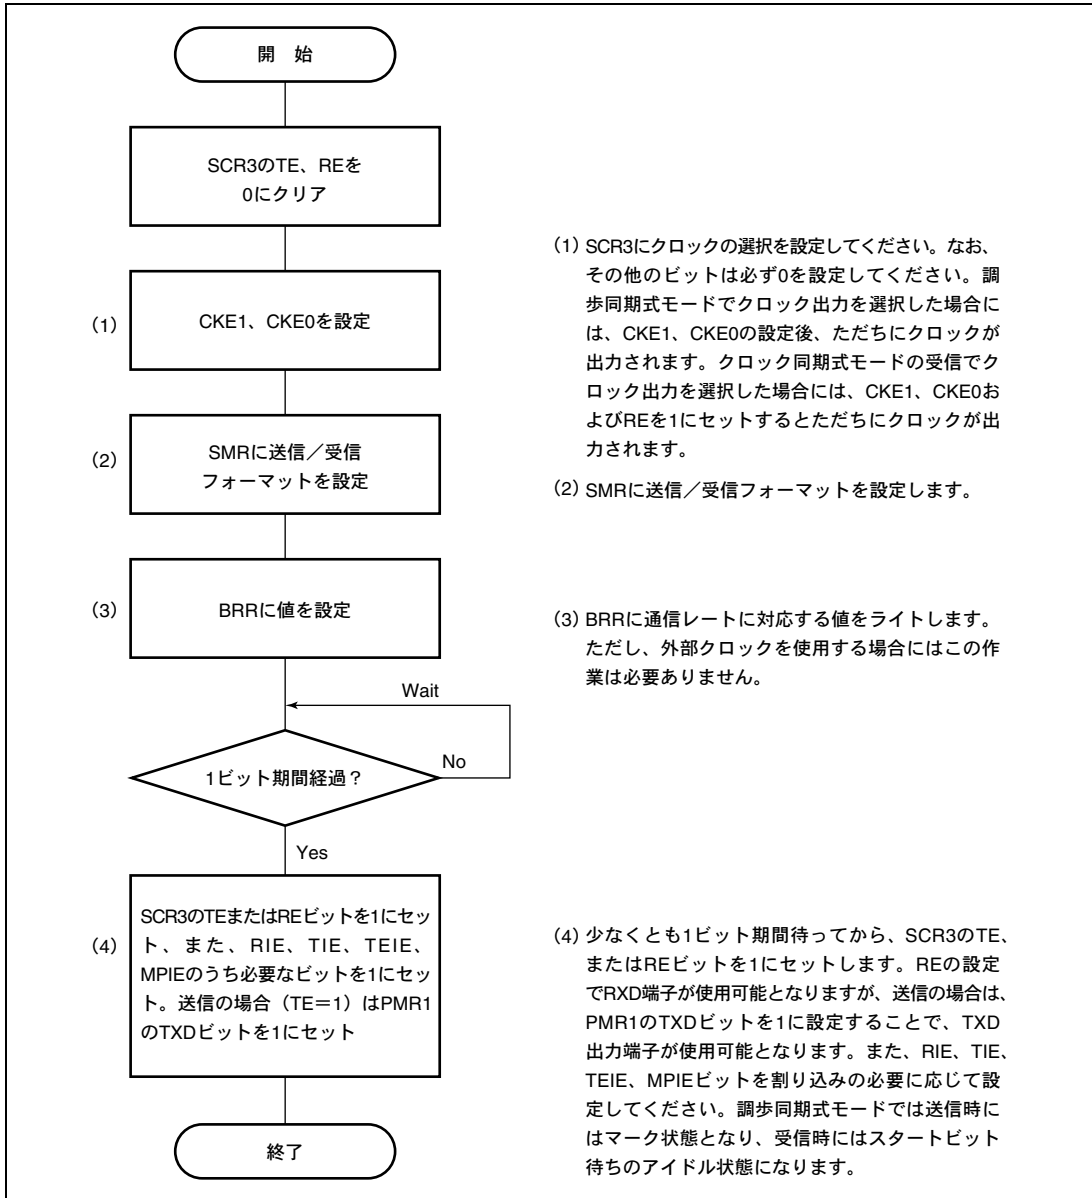 開 始
SCR3のTE、REを
0にクリア
(1)
CKE1、CKE0を設定
(2)
SMRに送信／受信
フォーマットを設定
(3)
BRRに値を設定
Wait
1ビット期間経過？
No
Yes
(4)
SCR3のTEまたはREビットを1にセッ
ト、また、RIE、TIE、TEIE、
MPIEのうち必要なビットを1にセッ
ト。送信の場合（TE＝1）はPMR1
のTXDビットを1にセット
終了
(1) SCR3にクロックの選択を設定してください。なお、
その他のビットは必ず0を設定してください。調
歩同期式モードでクロック出力を選択した場合に
は、CKE1、CKE0の設定後、ただちにクロックが
出力されます。クロック同期式モードの受信でク
ロック出力を選択した場合には、CKE1、CKE0お
よびREを1にセットするとただちにクロックが出
力されます。
(2) SMRに送信／受信フォーマットを設定します。
(3) BRRに通信レートに対応する値をライトします。
ただし、外部クロックを使用する場合にはこの作
業は必要ありません。
(4) 少なくとも1ビット期間待ってから、SCR3のTE、
またはREビットを1にセットします。REの設定
でRXD端子が使用可能となりますが、送信の場合は、
PMR1のTXDビットを1に設定することで、TXD
出力端子が使用可能となります。また、RIE、TIE、
TEIE、MPIEビットを割り込みの必要に応じて設
定してください。調歩同期式モードでは送信時に
はマーク状態となり、受信時にはスタートビット
待ちのアイドル状態になります。